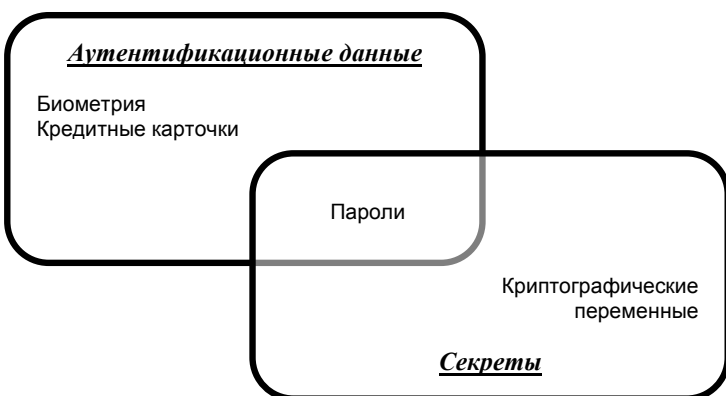 Аутентификационные данные
Биометрия
Кредитные карточки
Пароли
Криптографические
переменные
Секреты